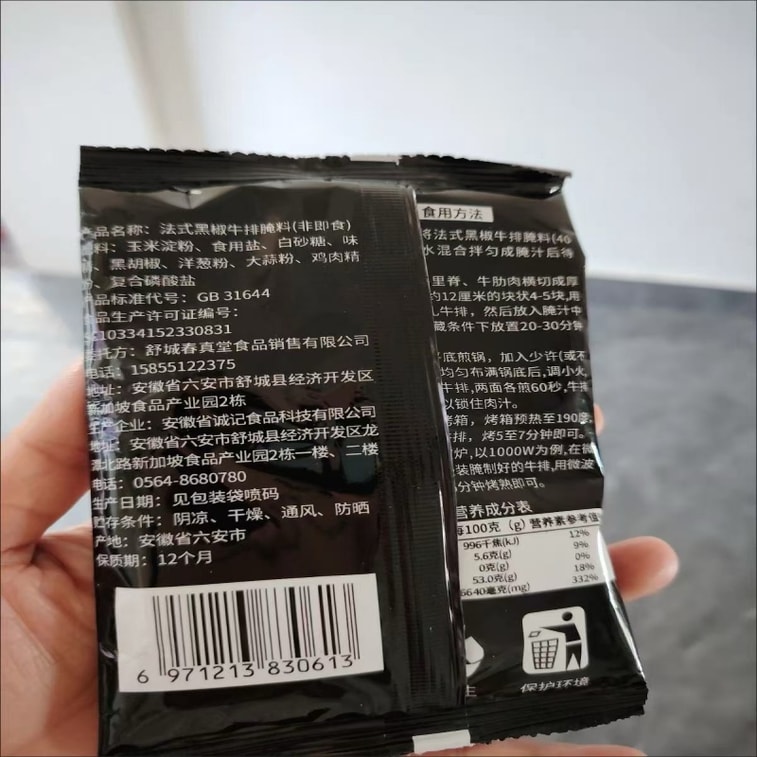 产品名称：法式黑椒牛排腌料(非即食)
料：玉米淀粉、食用盐、白砂糖、味
、黑胡椒、洋葱粉、大蒜粉、鸡肉精
、复合磷酸盐
产品标准代号：GB 31644
品生产许可证编号：
10334152330831
委托方：舒城春真堂食品销售有限公司
电话：15855122375
地址：安徽省六安市舒城县经济开发区
新加坡食品产业园2栋
生产企业：安徽省诚记食品科技有限公司
地址：安徽省六安市舒城县经济开发区龙
北路新加坡食品产业园2栋一楼、二楼
电话：0564-8680780
生产日期：见包装袋喷码
贮存条件：阴凉、干燥、通风、防晒
产地：安徽省六安市
保质期：12个月
6 971213 830613
食用方法
将法式黑椒牛排腌料(40
水混合拌匀成腌汁后待
里脊、牛肋肉横切成厚
约12厘米的块状4-5块,用
牛排，然后放入腌汁中
藏条件下放置20-30分钟
底煎锅，加入少许(或不
均匀布满锅底后,调小火,
牛排,两面各煎60秒,牛排
以锁住肉汁。
烤箱，烤箱预热至190度
排，烤5至7分钟即可。
炉,以1000W为例,在微
装腌制好的牛排,用微波
分钟烤熟即可。
营养成分表
每100克（g) 营养素参考值
996千焦(kJ) 12%
5.6克(g) 9%
0克(g) 0%
53.0克(g) 18%
6640毫克(mg) 332%
保护环境